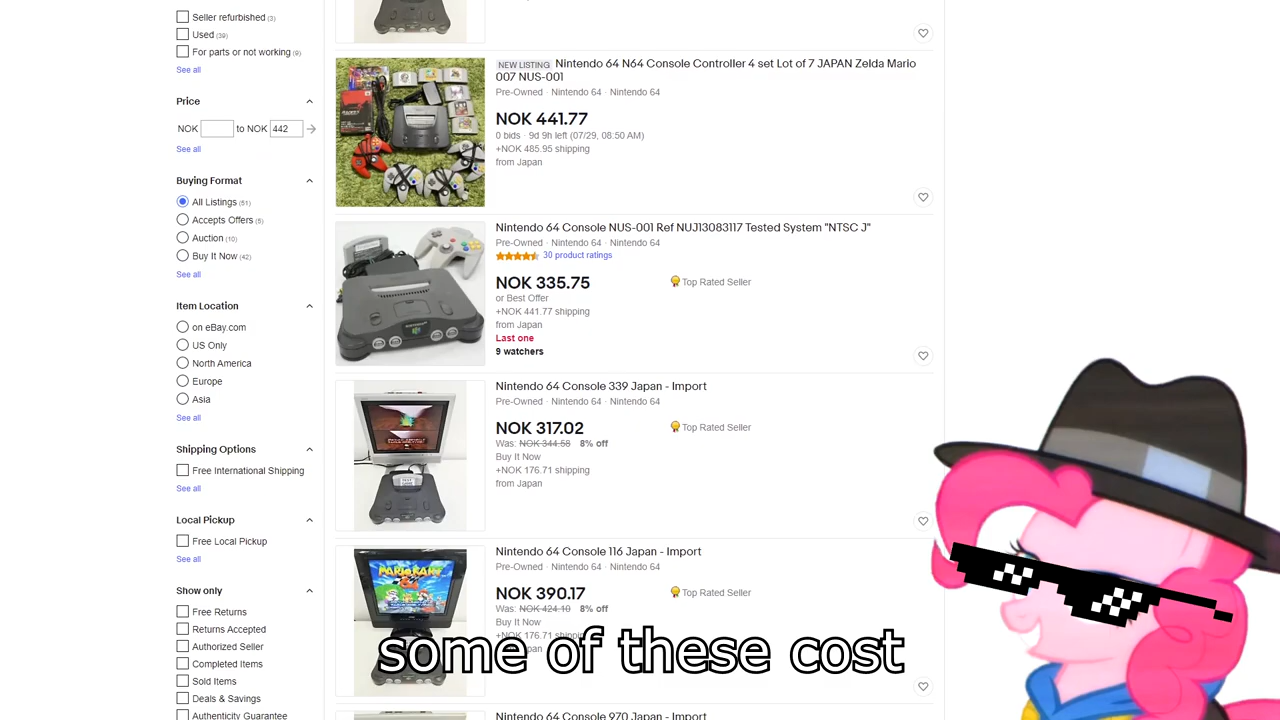 Seller refurbished (3)
Used (39)
For parts or not working (9)
See all
Price
NOK to NOK 442
See all
Buying Format
All Listings (51)
Accepts Offers (5)
Auction (10)
Buy It Now (42)
See all
Item Location
on eBay.com
US Only
North America
Europe
Asia
See all
Shipping Options
Free International Shipping
See all
Local Pickup
Free Local Pickup
See all
Show only
Free Returns
Returns Accepted
Authorized Seller
Completed Items
Sold Items
Deals & Savings
Authenticity Guarantee
NEW LISTING Nintendo 64 N64 Console Controller 4 set Lot of 7 JAPAN Zelda Mario
007 NUS-001
Pre-Owned · Nintendo 64 · Nintendo 64
NOK 441.77
0 bids · 9d 9h left (07/29, 08:50 AM)
+NOK 485.95 shipping
from Japan
Nintendo 64 Console NUS-001 Ref NUJ13083117 Tested System "NTSC J"
Pre-Owned · Nintendo 64 · Nintendo 64
30 product ratings
NOK 335.75
Top Rated Seller
or Best Offer
+NOK 441.77 shipping
from Japan
Last one
9 watchers
Nintendo 64 Console 339 Japan - Import
Pre-Owned · Nintendo 64 · Nintendo 64
NOK 317.02
Top Rated Seller
Was: NOK 344.58 8% off
Buy It Now
+NOK 176.71 shipping
from Japan
Nintendo 64 Console 116 Japan - Import
Pre-Owned · Nintendo 64 · Nintendo 64
MARIOKART
NOK 390.17
Top Rated Seller
Was: NOK 424.10 8% off
Buy It Now
+NOK 176.71 shipping
some of these cost
Nintendo 64 Console 970 Japan - Import